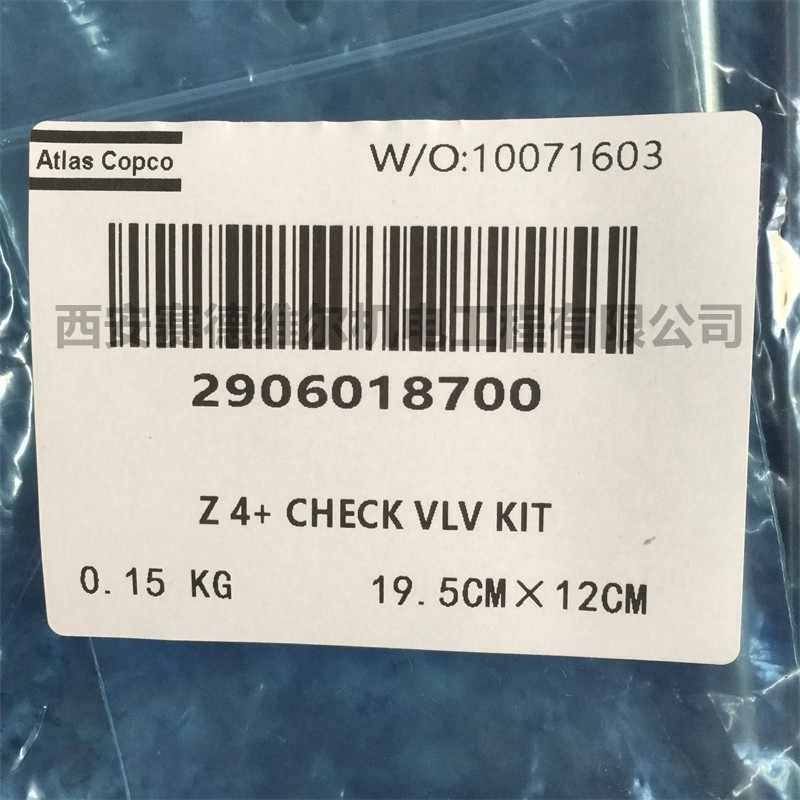 Atlas Copco
W/O:10071603
西安赛德维尔机电工程有限公司
2906018700
Z 4+ CHECK VLV KIT
0.15 KG
19.5CM×12CM